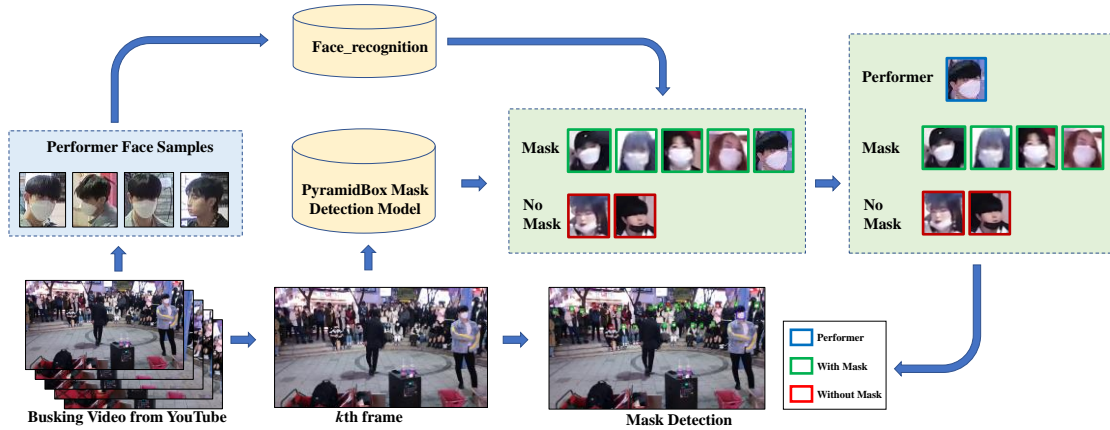 Face_recognition
Performer Face Samples
PyramidBox Mask
Detection Model
Mask
No
Mask
Performer
Mask
No
Mask
Busking Video from YouTube
kth frame
Mask Detection
Performer
With Mask
Without Mask